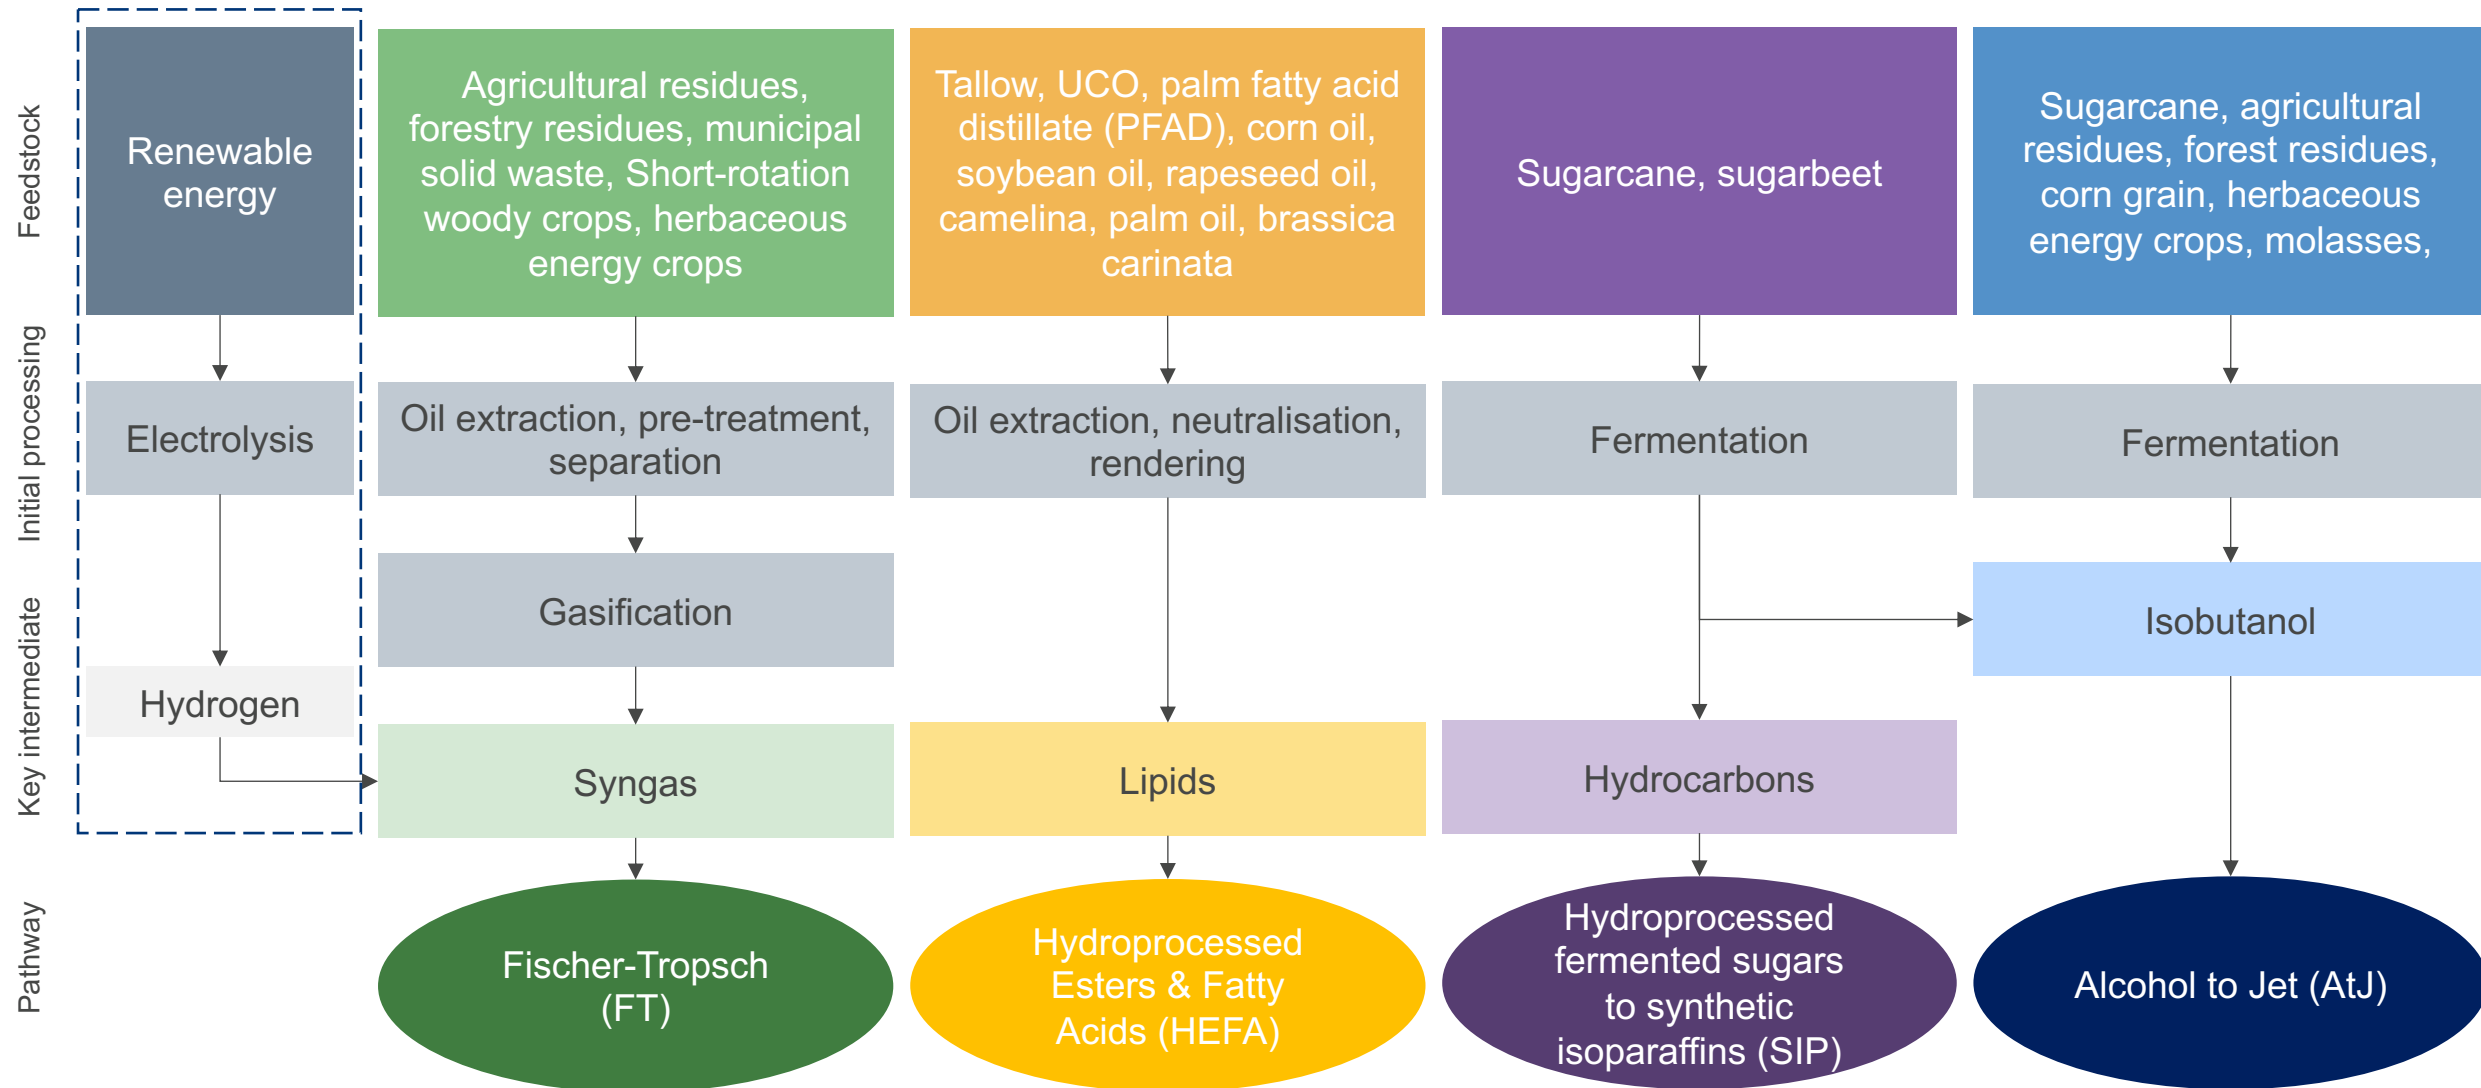 Feedstock
Renewable
energy
Agricultural residues,
forestry residues, municipal
solid waste, Short-rotation
woody crops, herbaceous
energy crops
Tallow, UCO, palm fatty acid
distillate (PFAD), corn oil,
soybean oil, rapeseed oil,
camelina, palm oil, brassica
carinata
Sugarcane, sugarbeet
Sugarcane, agricultural
residues, forest residues,
corn grain, herbaceous
energy crops, molasses,
Initial processing
Electrolysis
Oil extraction, pre-treatment,
separation
Oil extraction, neutralisation,
rendering
Fermentation
Fermentation
Gasification
Isobutanol
Key intermediate
Hydrogen
Syngas
Lipids
Hydrocarbons
Pathway
Fischer-Tropsch
(FT)
Hydroprocessed
Esters & Fatty
Acids (HEFA)
Hydroprocessed
fermented sugars
to synthetic
isoparaffins (SIP)
Alcohol to Jet (AtJ)